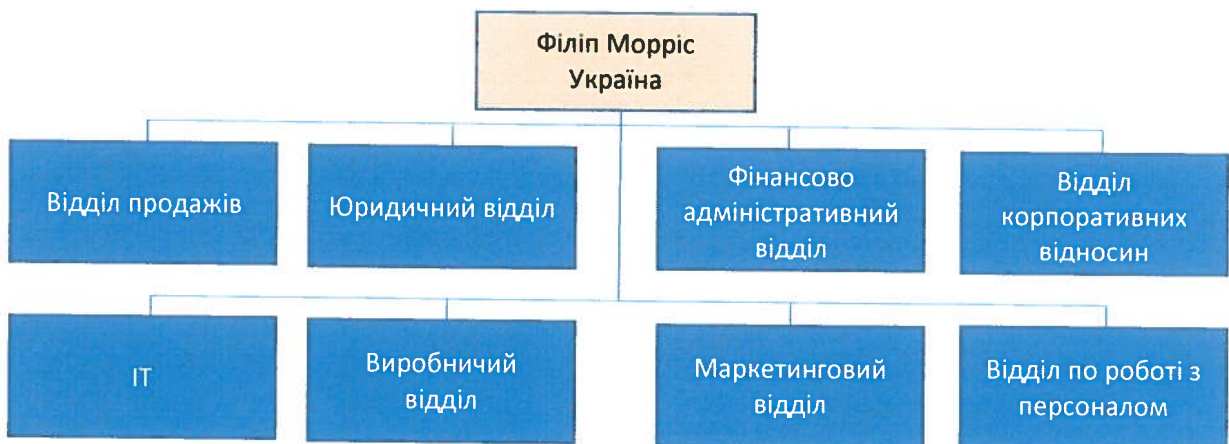 Філіп Морріс
Україна
Відділ продажів
Юридичний відділ
Фінансово
адміністративний
відділ
Відділ
корпоративних
відносин
ІТ
Виробничий
відділ
Маркетинговий
відділ
Відділ по роботі з
персоналом